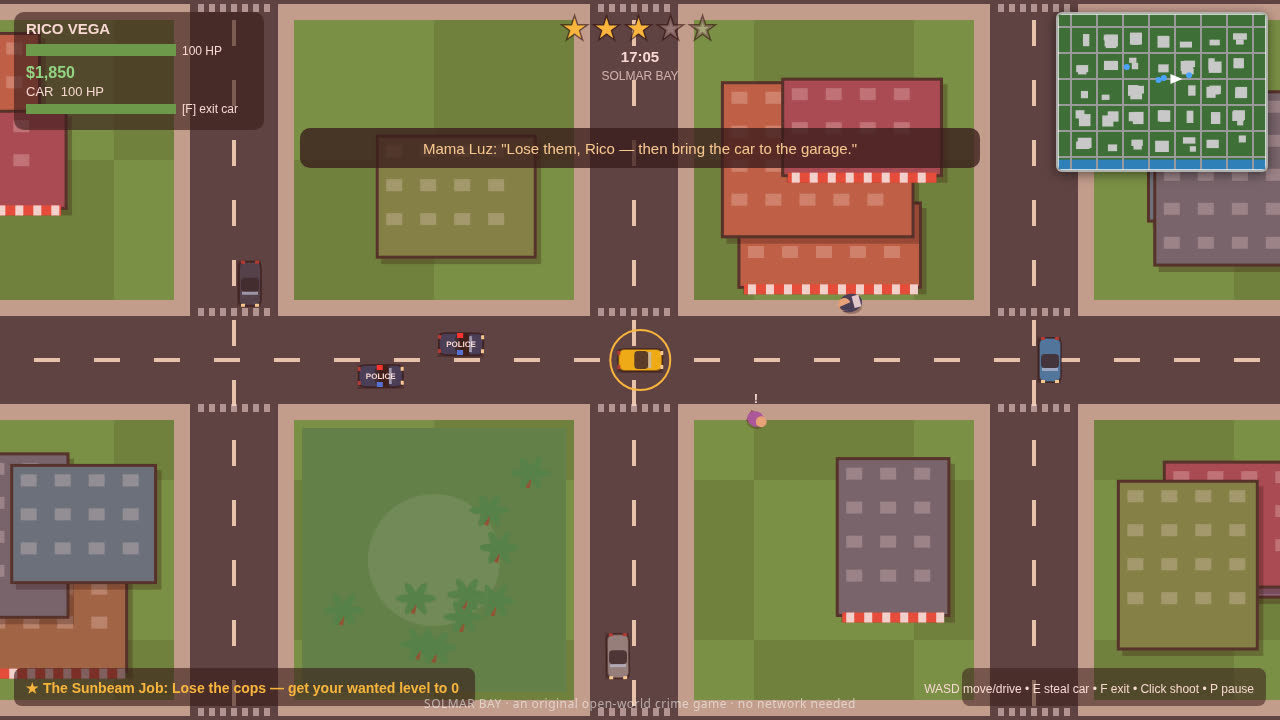 RICO VEGA
100 HP
$1,850
CAR 100 HP
[F] exit car
17:05
SOLMAR BAY
Mama Luz: "Lose them, Rico — then bring the car to the garage."
POLICE
POLICE
!
★ The Sunbeam Job: Lose the cops — get your wanted level to 0
WASD move/drive • E steal car • F exit • Click shoot • P pause
SOLMAR BAY · an original open-world crime game · no network needed